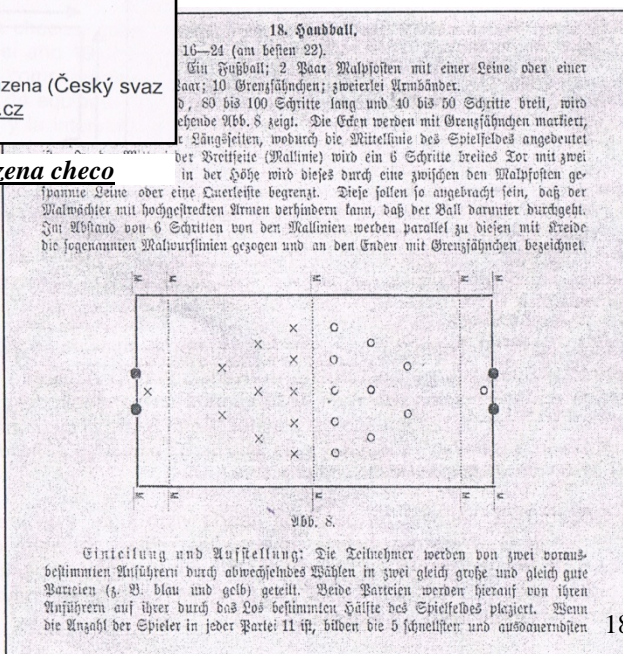 zena (Český svaz
.cz
zena checo
18. Handball.
16—24 (am besten 22).
Ein Fußball; 2 Paar Malpfosten mit einer Leine oder einer
Paar; 10 Grenzfähnchen; zweierlei Armbänder.
d, 80 bis 100 Schritte lang und 40 bis 50 Schritte breit, wird
ehende Abb. 8 zeigt. Die Ecken werden mit Grenzfähnchen markiert,
r Längsseiten, wodurch die Mittellinie des Spielfeldes angedeutet
der Breitseite (Mallinie) wird ein 6 Schritte breites Tor mit zwei
in der Höhe wird dieses durch eine zwischen den Malpfosten ge-
spannte Leine oder eine Querleiste begrenzt. Diese sollen so angebracht sein, daß der
Malwächter mit hochgestreckten Armen verhindern kann, daß der Ball darunter durchgeht.
Im Abstand von 6 Schritten von den Mallinien werden parallel zu diesen mit Kreide
die sogenannten Malwurflinien gezogen und an den Enden mit Grenzfähnchen bezeichnet.
Abb. 8.
Einteilung und Aufstellung: Die Teilnehmer werden von zwei voraus-
bestimmten Anführern durch abwechselndes Wählen in zwei gleich große und gleich gute
Parteien (z. B. blau und gelb) geteilt. Beide Parteien werden hierauf von ihren
Anführern auf ihrer durch das Los bestimmten Hälfte des Spielfeldes plaziert. Wenn
die Anzahl der Spieler in jeder Partei 11 ist, bilden die 5 schnellsten und ausdauerndsten
18